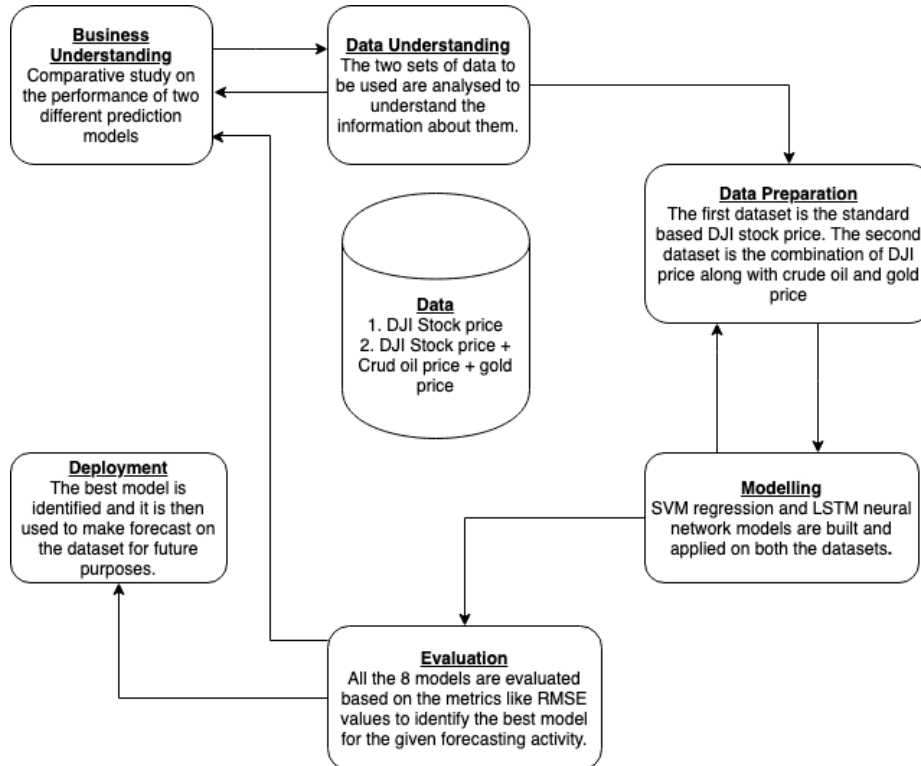 Business
Understanding
Comparative study on
the performance of two
different prediction
models
Data Understanding
The two sets of data to
be used are analysed to
understand the
information about them.
Data Preparation
The first dataset is the standard
based DJI stock price. The second
dataset is the combination of DJI
price along with crude oil and gold
price
Data
1. DJI Stock price
2. DJI Stock price +
Crud oil price + gold
price
Deployment
The best model is
identified and it is then
used to make forecast on
the dataset for future
purposes.
Modelling
SVM regression and LSTM neural
network models are built and
applied on both the datasets.
Evaluation
All the 8 models are evaluated
based on the metrics like RMSE
values to identify the best model
for the given forecasting activity.